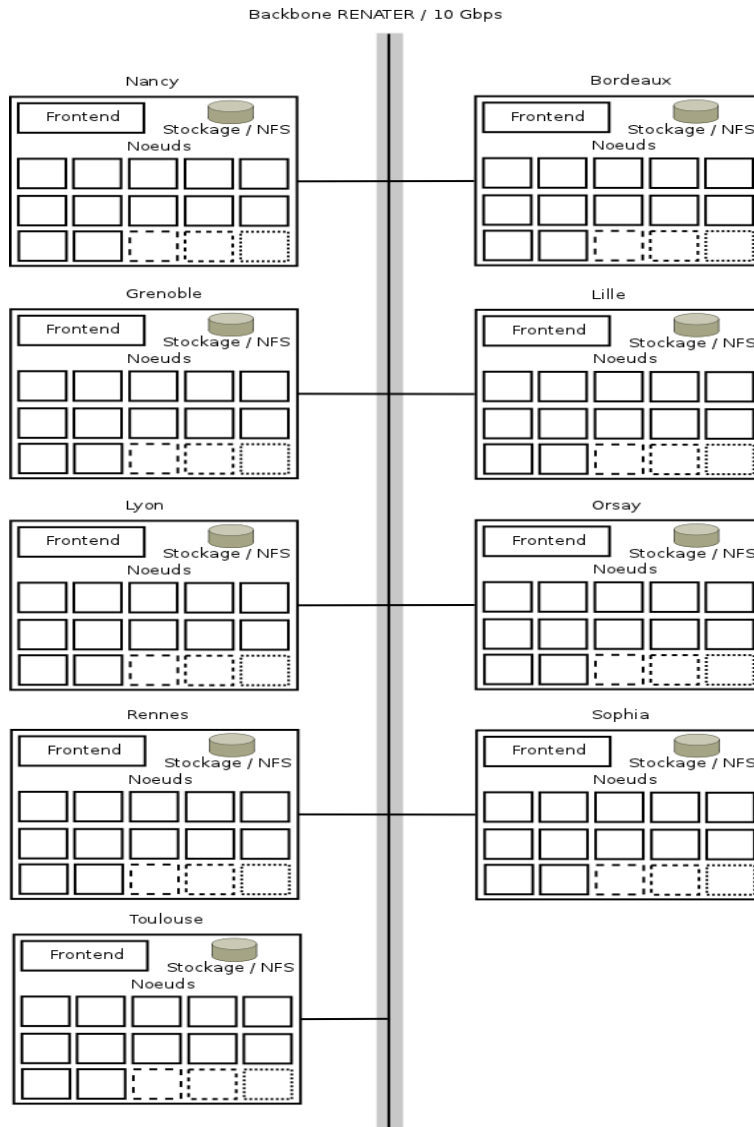 Backbone RENATER / 10 Gbps
Nancy
Frontend
Stockage / NFS
Noeuds
Bordeaux
Frontend
Stockage / NFS
Noeuds
Grenoble
Frontend
Stockage / NFS
Noeuds
Lille
Frontend
Stockage / NFS
Noeuds
Lyon
Frontend
Stockage / NFS
Noeuds
Orsay
Frontend
Stockage / NFS
Noeuds
Rennes
Frontend
Stockage / NFS
Noeuds
Sophia
Frontend
Stockage / NFS
Noeuds
Toulouse
Frontend
Stockage / NFS
Noeuds